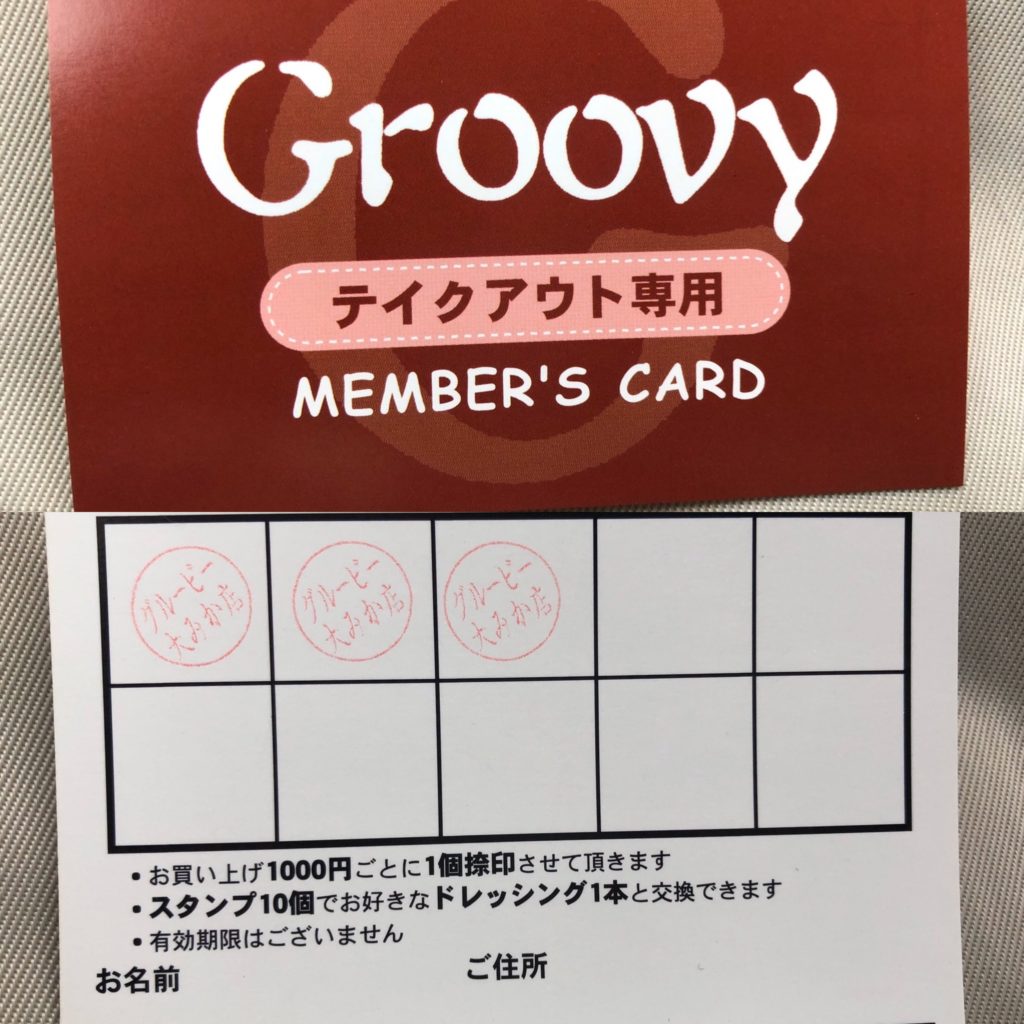 Groovy
テイクアウト専用
MEMBER'S CARD
グルービー
大みか店
グルービー
大みか店
グルービー
大みか店
• お買い上げ1000円ごとに1個捺印させて頂きます
• スタンプ10個でお好きなドレッシング1本と交換できます
• 有効期限はございません
お名前 ご住所